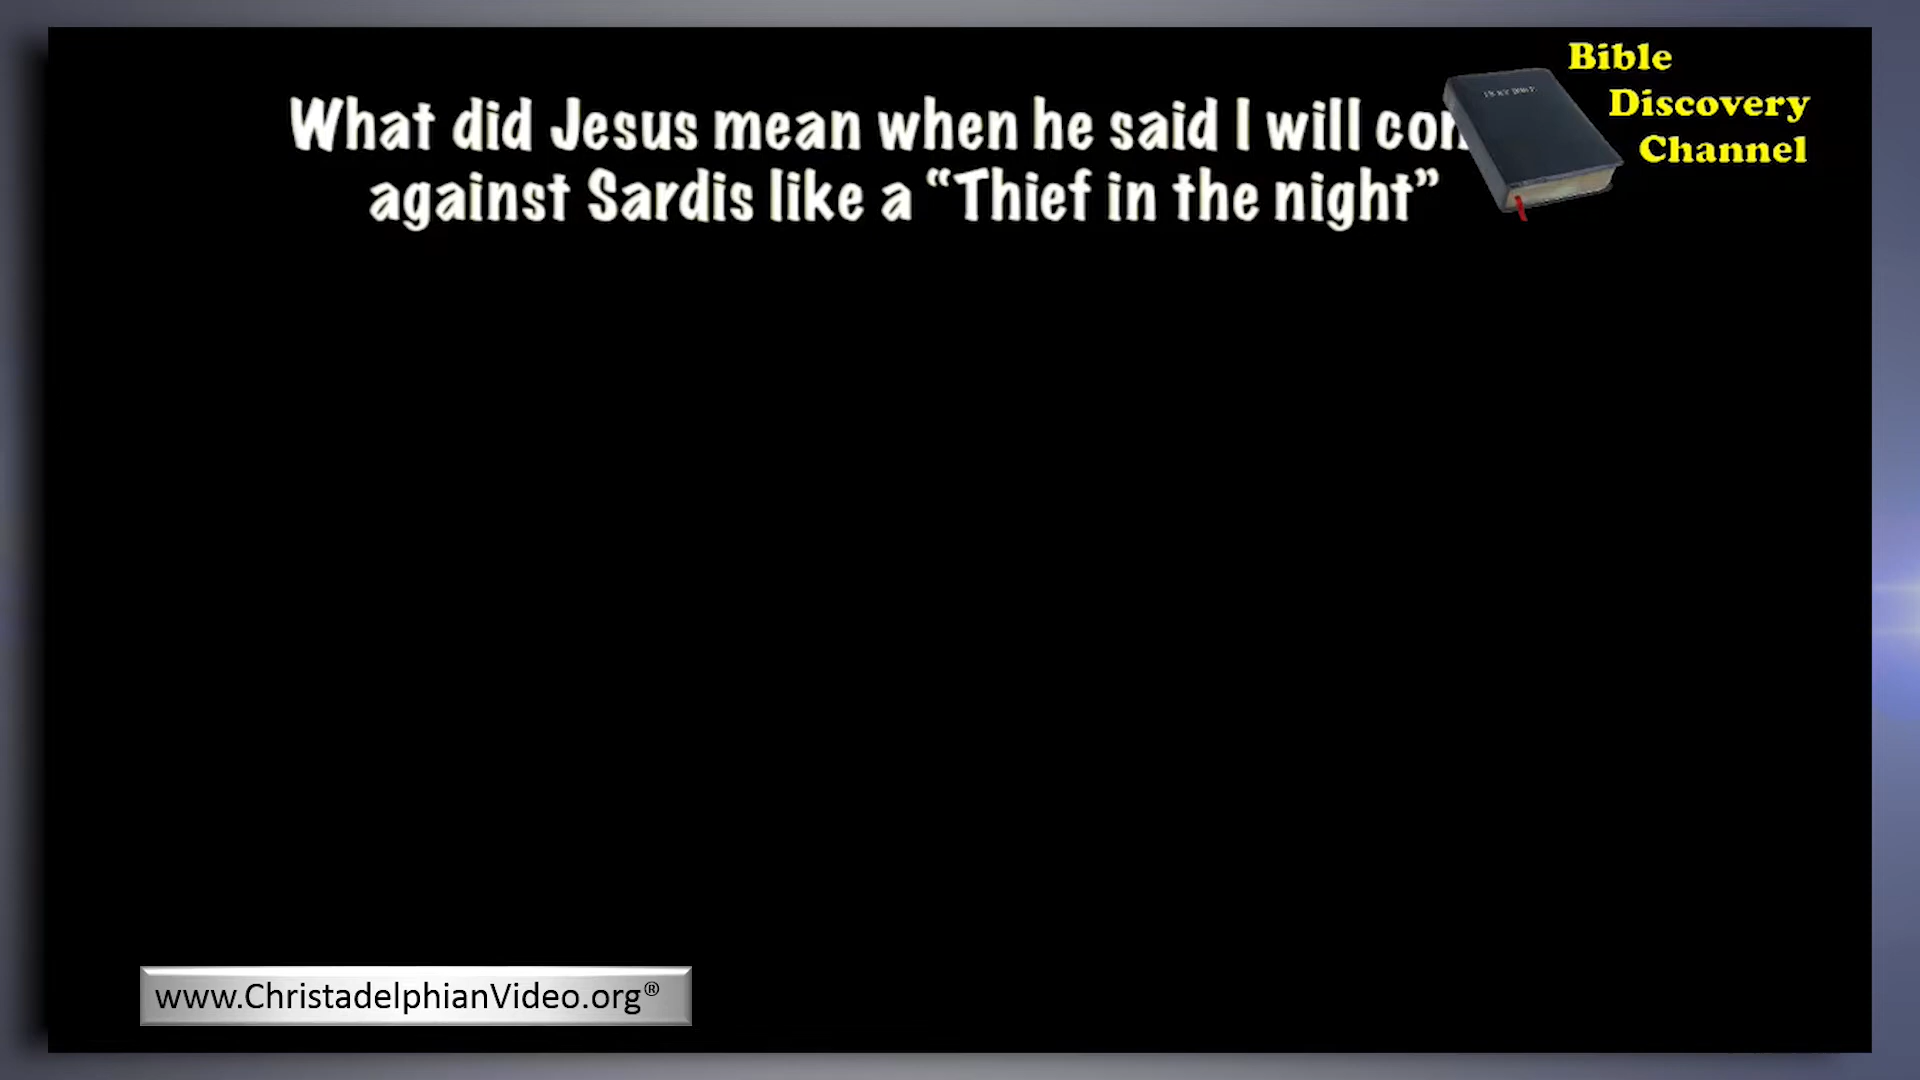 What did Jesus mean when he said I will
against Sardis like a “Thief in the night”
Bible
Discovery
Channel
www.ChristadelphianVideo.org®